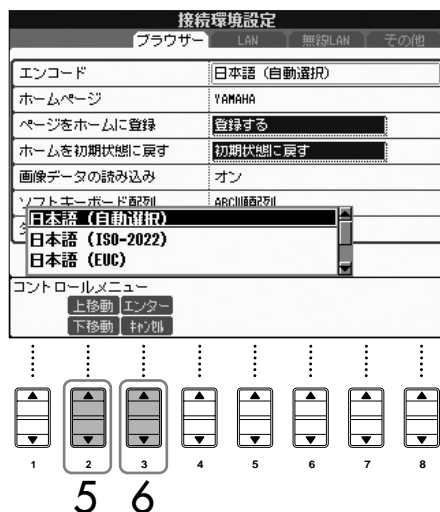 接続環境設定
ブラウザー LAN 無線LAN その他
エンコード 日本語（自動選択）
ホームページ YAMAHA
ページをホームに登録 登録する
ホームを初期状態に戻す 初期状態に戻す
画像データの読み込み オン
ソフトキーボード配列 ABC順配列
日本語（自動選択）
日本語（ISO-2022）
日本語（EUC）
コントロールメニュー
上移動 エンター
下移動 キャンセル
1 2 3 4 5 6 7 8
5 6